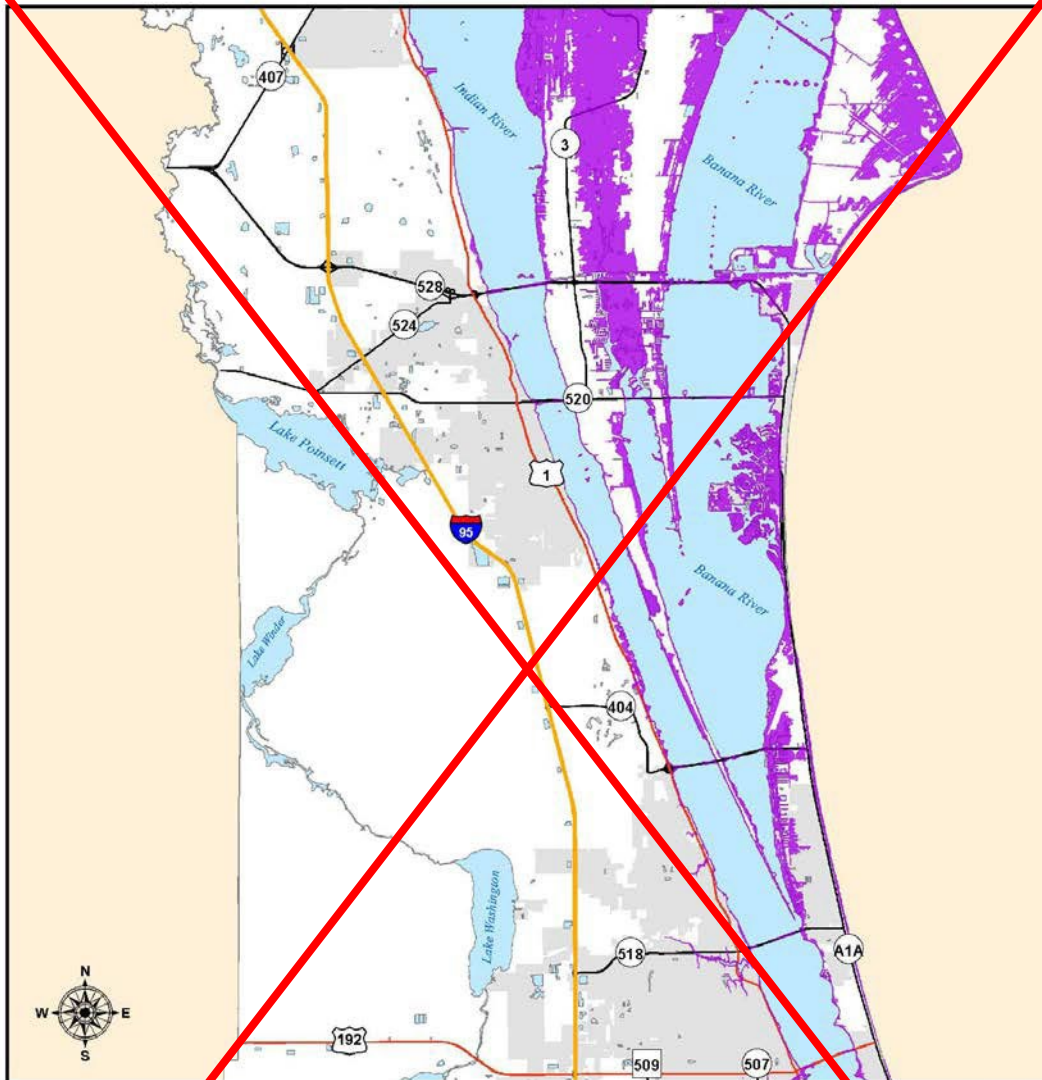 407
Indian River
3
Banana River
528
524
520
Lake Poinsett
1
95
Banana River
Lake Winder
404
Lake Washington
518
A1A
N
W
E
S
192
509
507